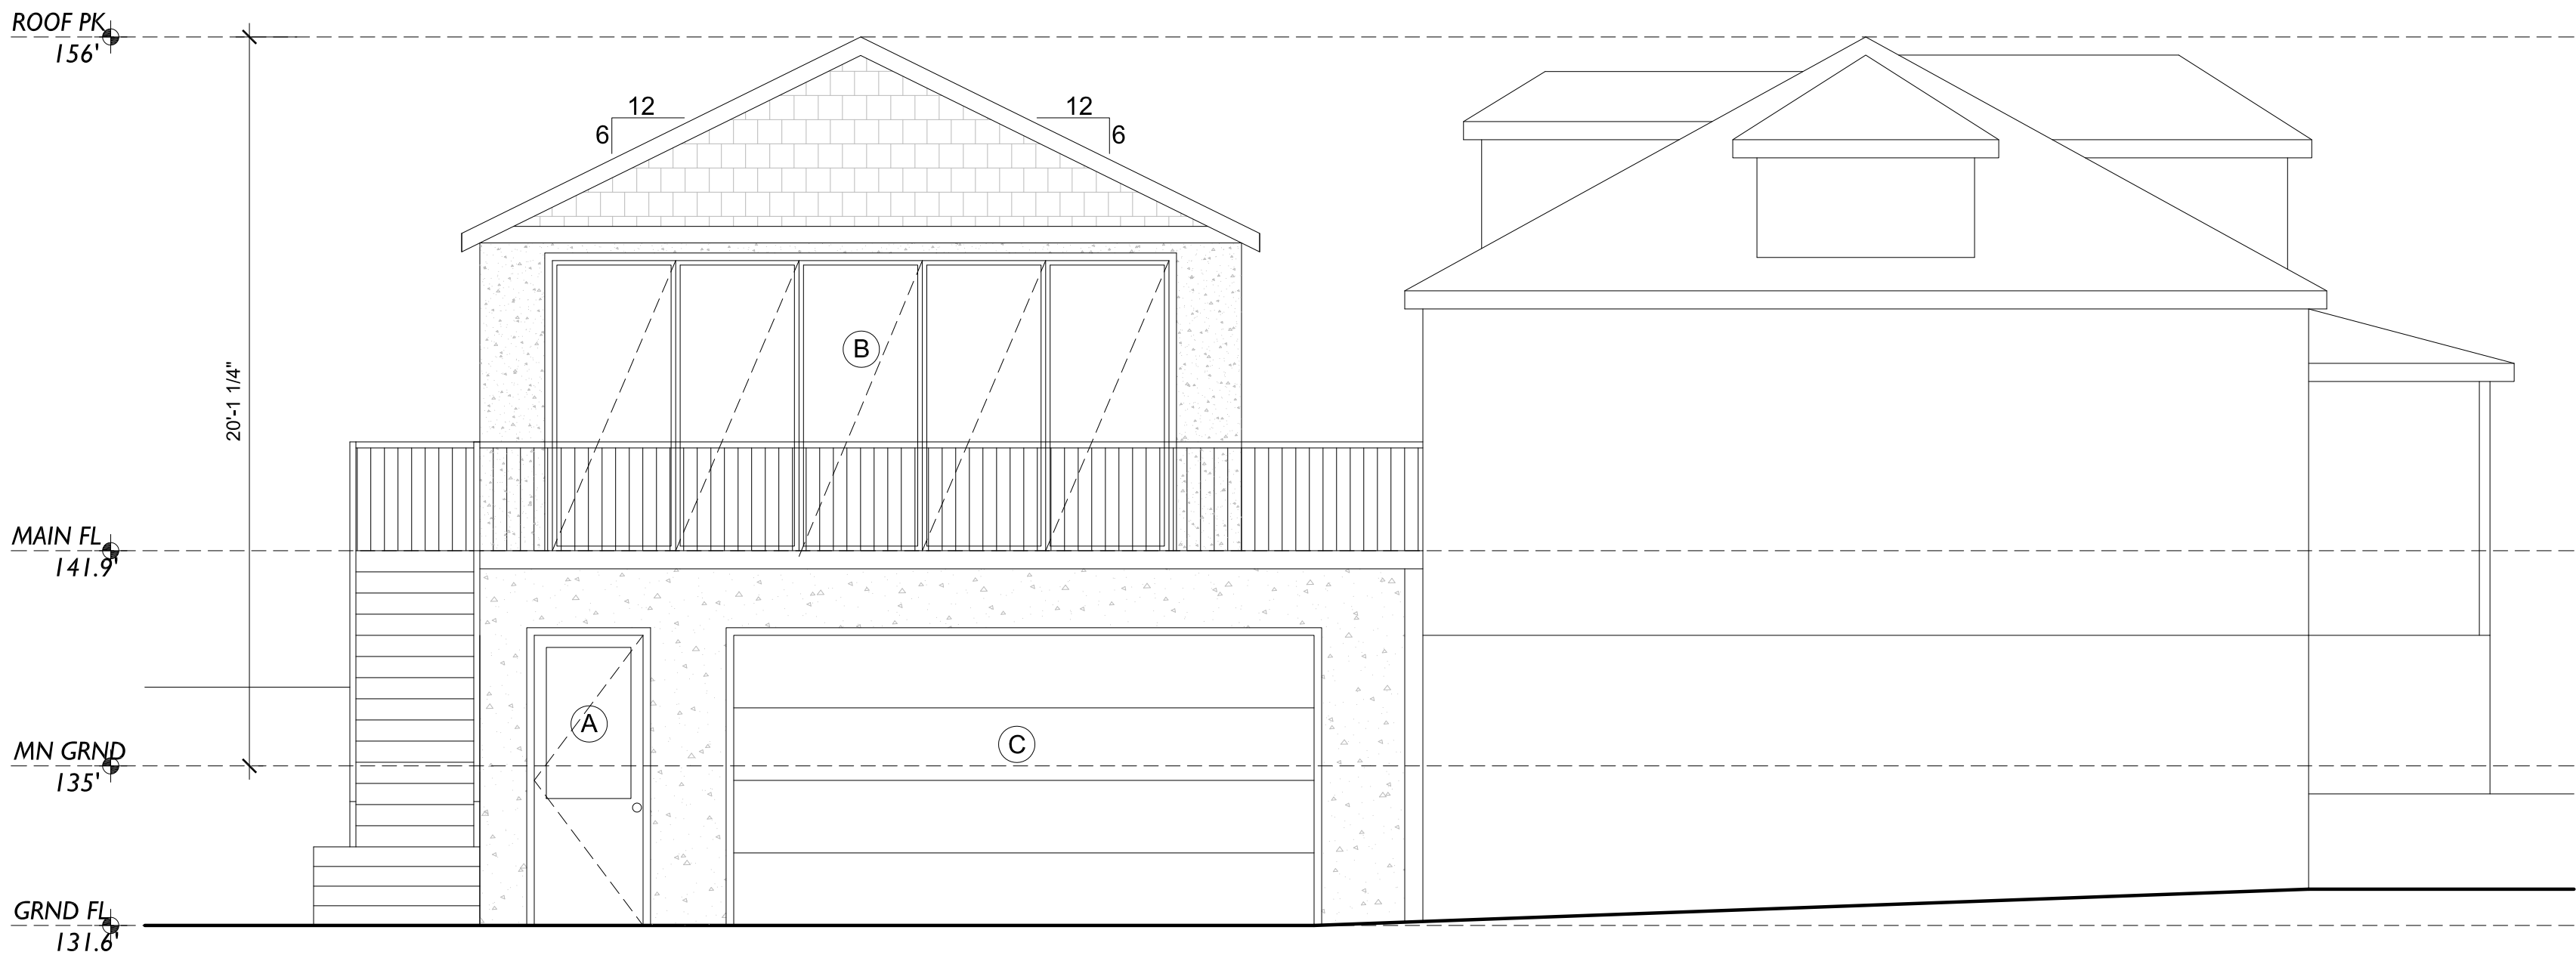 ROOF PK
156'
12
12
6
6
20'-1 1/4"
B
MAIN FL
141.9'
A
C
MN GRND
135'
GRND FL
131.6'